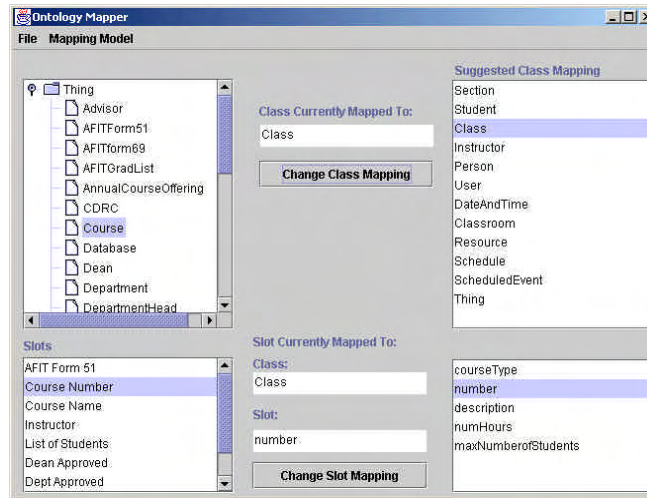 Ontology Mapper
File Mapping Model
Thing
Advisor
AFITForm51
AFITform69
AFITGradList
AnnualCourseOffering
CDRC
Course
Database
Dean
Department
DepartmentHead
Class Currently Mapped To:
Class
Change Class Mapping
Suggested Class Mapping
Section
Student
Class
Instructor
Person
User
DateAndTime
Classroom
Resource
Schedule
ScheduledEvent
Thing
Slots
AFIT Form 51
Course Number
Course Name
Instructor
List of Students
Dean Approved
Dept Approved
Slot Currently Mapped To:
Class:
Class
Slot:
number
Change Slot Mapping
courseType
number
description
numHours
maxNumberofStudents